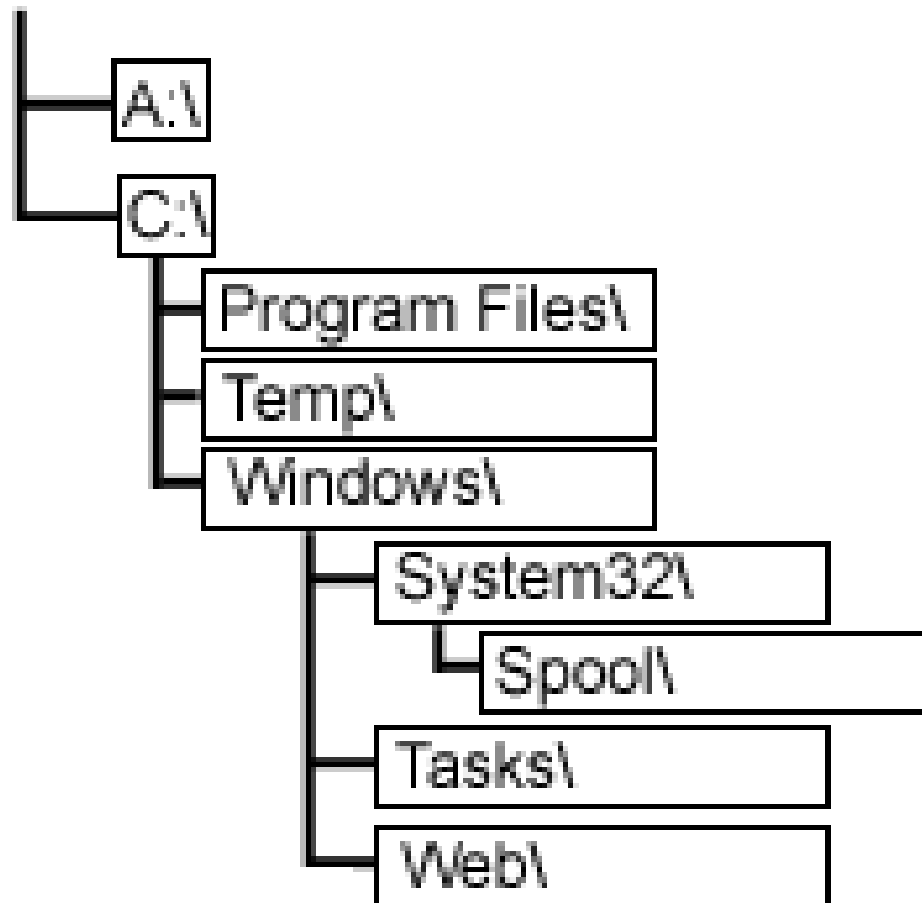 A:\
C:\
Program Files\
Temp\
Windows\
System32\
Spool\
Tasks\
Web\